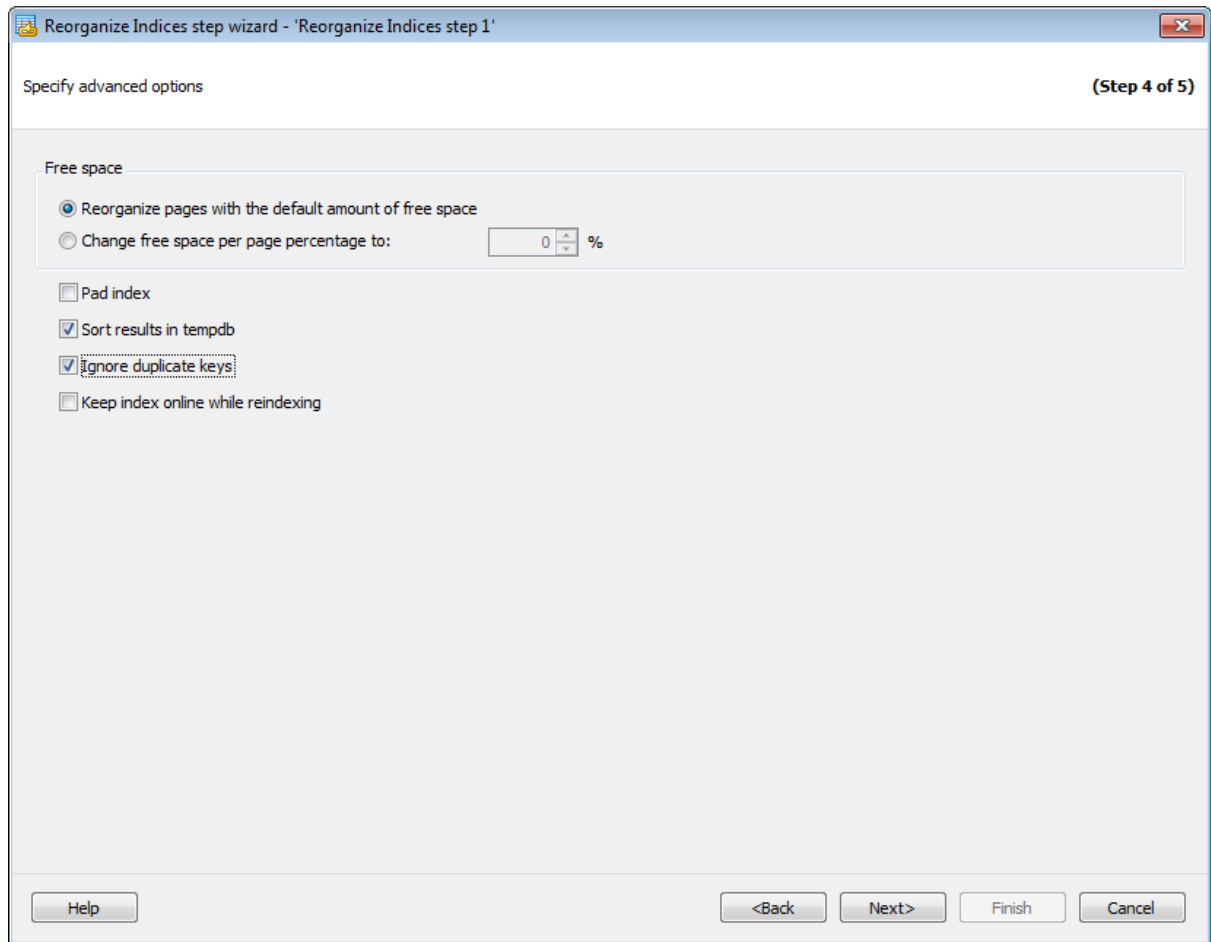 Reorganize Indices step wizard - 'Reorganize Indices step 1'
Specify advanced options
(Step 4 of 5)
Free space
Reorganize pages with the default amount of free space
Change free space per page percentage to: 0 %
Pad index
Sort results in tempdb
Ignore duplicate keys
Keep index online while reindexing
Help <Back Next> Finish Cancel